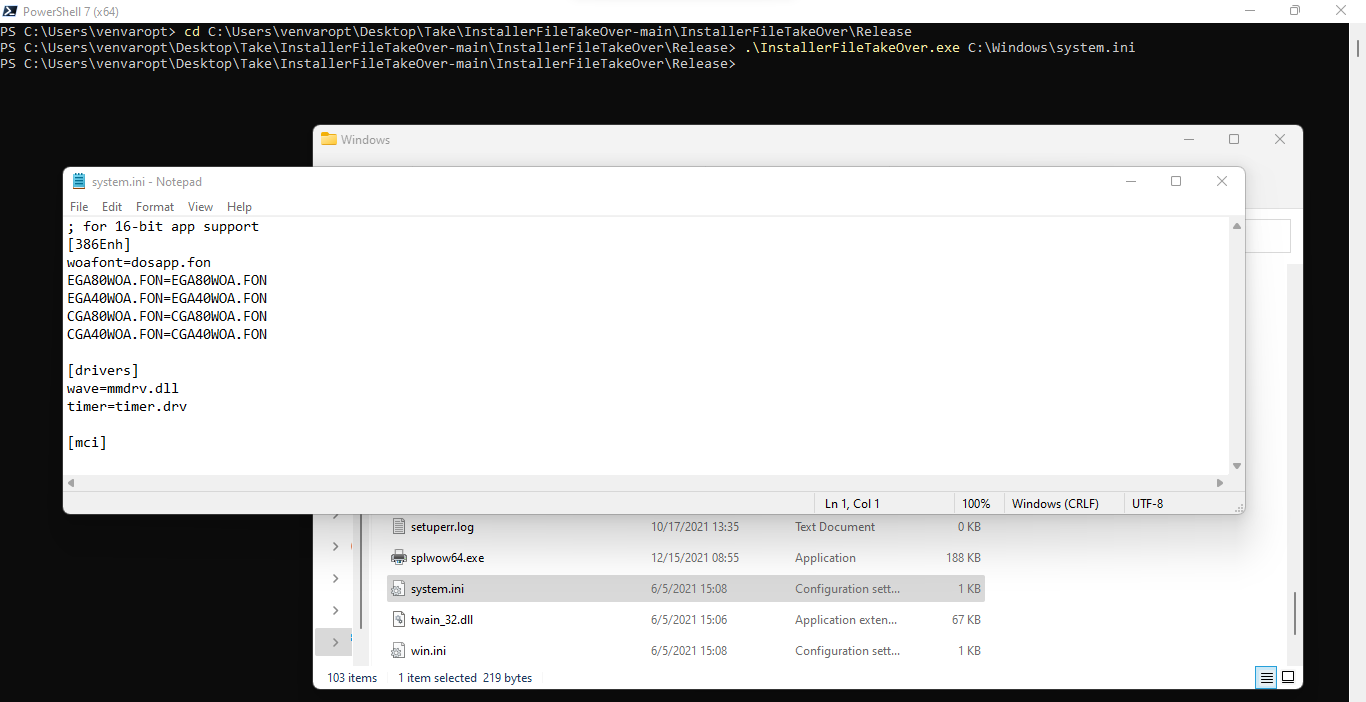 PowerShell 7 (x64)
PS C:\Users\venvaropt> cd C:\Users\venvaropt\Desktop\Take\InstallerFileTakeOver-main\InstallerFileTakeOver\Release
PS C:\Users\venvaropt\Desktop\Take\InstallerFileTakeOver-main\InstallerFileTakeOver\Release> .\InstallerFileTakeOver.exe C:\Windows\system.ini
PS C:\Users\venvaropt\Desktop\Take\InstallerFileTakeOver-main\InstallerFileTakeOver\Release>
Windows
system.ini - Notepad
File Edit Format View Help
; for 16-bit app support
[386Enh]
woafont=dosapp.fon
EGA80WOA.FON=EGA80WOA.FON
EGA40WOA.FON=EGA40WOA.FON
CGA80WOA.FON=CGA80WOA.FON
CGA40WOA.FON=CGA40WOA.FON
[drivers]
wave=mmdrv.dll
timer=timer.drv
[mci]
Ln 1, Col 1 100% Windows (CRLF) UTF-8
setuperr.log 10/17/2021 13:35 Text Document 0 KB
splwow64.exe 12/15/2021 08:55 Application 188 KB
system.ini 6/5/2021 15:08 Configuration sett... 1 KB
twain_32.dll 6/5/2021 15:06 Application exten... 67 KB
win.ini 6/5/2021 15:08 Configuration sett... 1 KB
103 items 1 item selected 219 bytes